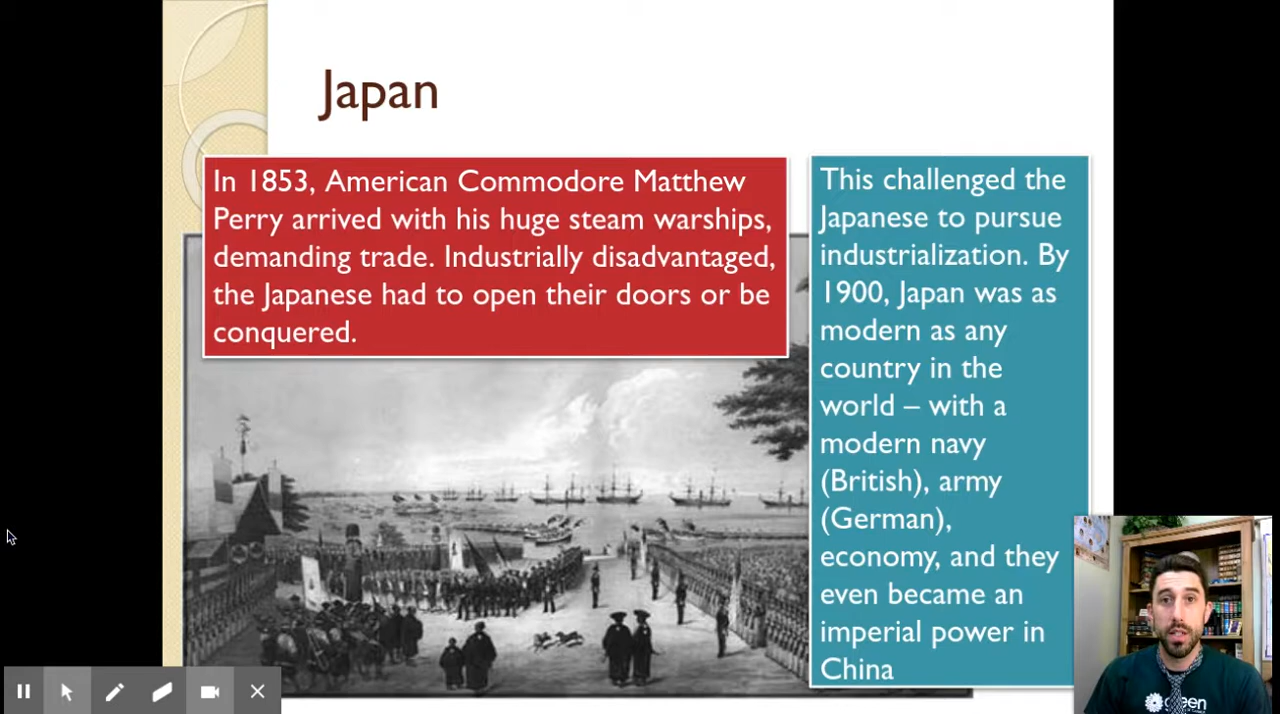 Japan
In 1853, American Commodore Matthew
Perry arrived with his huge steam warships,
demanding trade. Industrially disadvantaged,
the Japanese had to open their doors or be
conquered.
This challenged the
Japanese to pursue
industrialization. By
1900, Japan was as
modern as any
country in the
world – with a
modern navy
(British), army
(German),
economy, and they
even became an
imperial power in
China